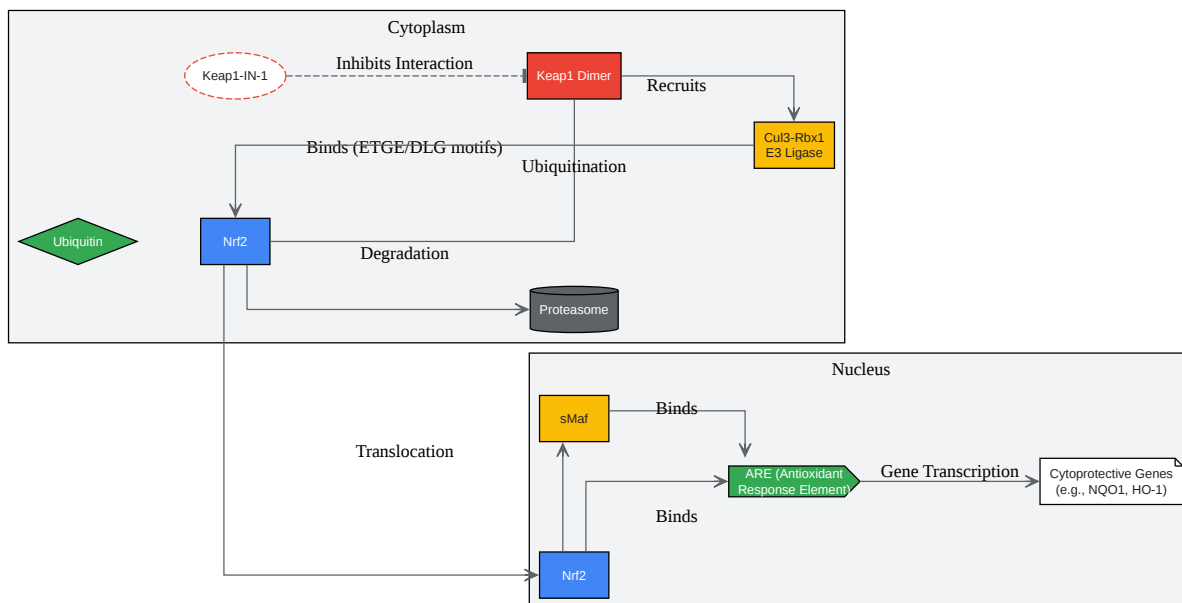 Cytoplasm
Keap1-IN-1
Inhibits Interaction
Keap1 Dimer
Recruits
Cul3-Rbx1
E3 Ligase
Binds (ETGE/DLG motifs)
Ubiquitination
Ubiquitin
Nrf2
Degradation
Proteasome
Nucleus
sMaf
Binds
Translocation
ARE (Antioxidant
Response Element)
Gene Transcription
Cytoprotective Genes
(e.g., NQO1, HO-1)
Binds
Nrf2